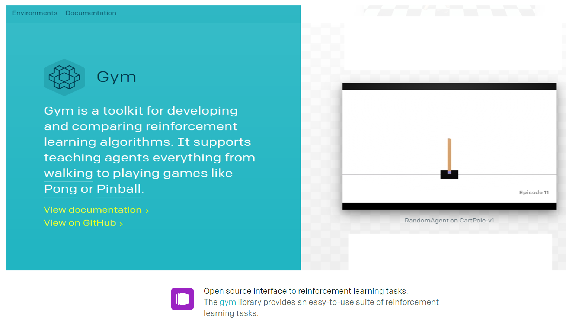 Environments Documentation
Gym
Gym is a toolkit for developing
and comparing reinforcement
learning algorithms. It supports
teaching agents everything from
walking to playing games like
Pong or Pinball.
View documentation ›
View on GitHub ›
Episode 11
RandomAgent on CartPole-v1
Open source interface to reinforcement learning tasks.
The gym library provides an easy-to-use suite of reinforcement
learning tasks.